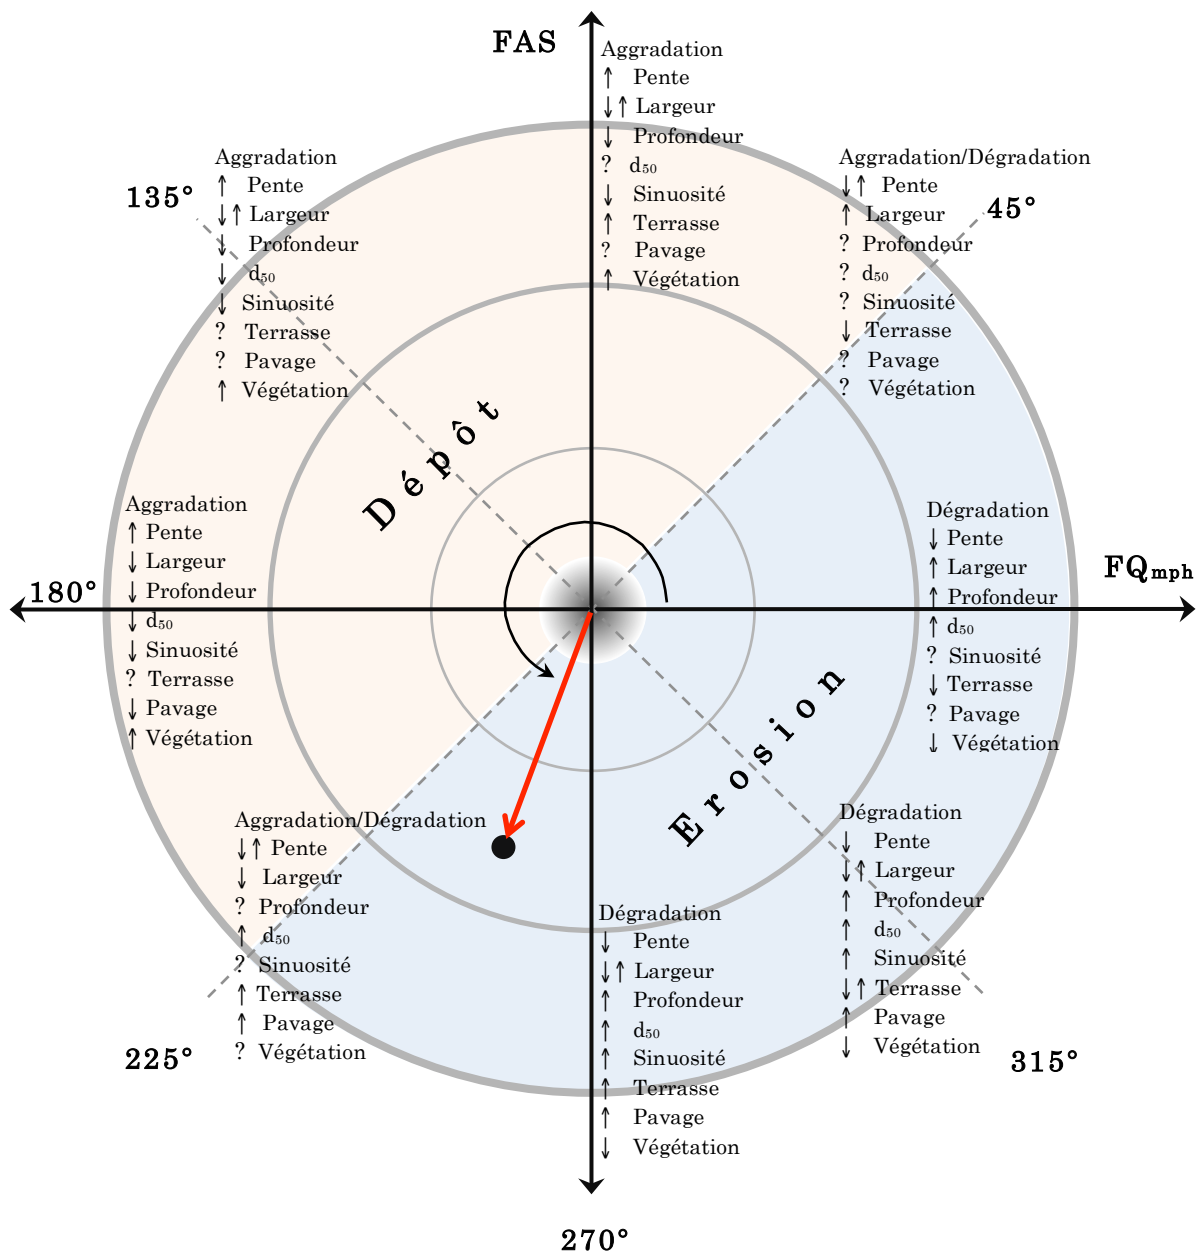 FAS
Aggradation
↑ Pente
↓↑ Largeur
↓ Profondeur
? d₅₀
↓ Sinuosité
↑ Terrasse
? Pavage
↑ Végétation
135°
Aggradation
↑ Pente
↓↑ Largeur
↓ Profondeur
↓ d₅₀
↓ Sinuosité
? Terrasse
? Pavage
↑ Végétation
45°
Aggradation/Dégradation
↓↑ Pente
↑ Largeur
? Profondeur
? d₅₀
? Sinuosité
↓ Terrasse
? Pavage
? Végétation
Dépôt
180°
Aggradation
↑ Pente
↓ Largeur
↓ Profondeur
↓ d₅₀
↓ Sinuosité
? Terrasse
↓ Pavage
↑ Végétation
FQmph
Dégradation
↓ Pente
↑ Largeur
↑ Profondeur
↑ d₅₀
? Sinuosité
↓ Terrasse
? Pavage
↓ Végétation
Erosion
225°
Aggradation/Dégradation
↓↑ Pente
↓ Largeur
? Profondeur
↑ d₅₀
? Sinuosité
↑ Terrasse
↑ Pavage
? Végétation
Dégradation
↓ Pente
↓↑ Largeur
↑ Profondeur
↑ d₅₀
↑ Sinuosité
↑ Terrasse
↑ Pavage
↓ Végétation
315°
Dégradation
↓ Pente
↓↑ Largeur
↑ Profondeur
↑ d₅₀
↑ Sinuosité
↓↑ Terrasse
↑ Pavage
↓ Végétation
270°